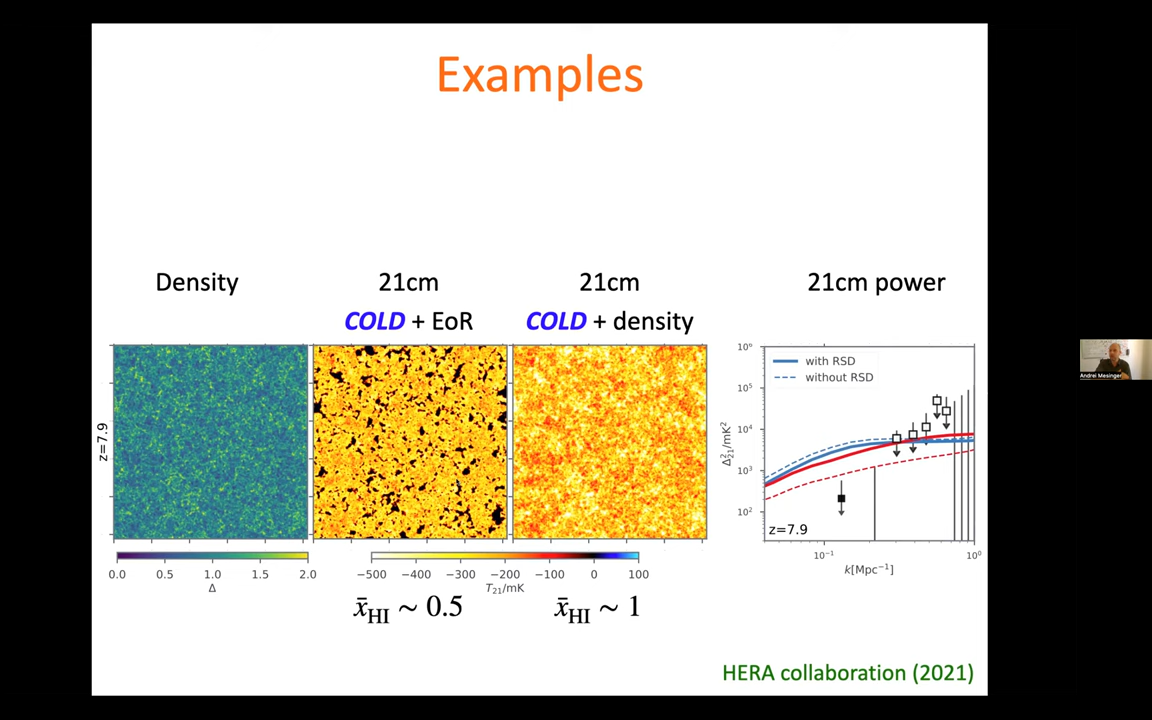 Examples
Density
21cm
COLD + EoR
21cm
COLD + density
21cm power
z=7.9
0.0 0.5 1.0 1.5 2.0
Δ
−500 −400 −300 −200 −100 0 100
T₂₁/mK
x̄HI ~ 0.5
x̄HI ~ 1
with RSD
without RSD
10⁶
10⁵
10⁴
10³
10²
Δ²₂₁/mK²
z=7.9
10⁻¹ 10⁰
k[Mpc⁻¹]
HERA collaboration (2021)
Andrei Mesinger